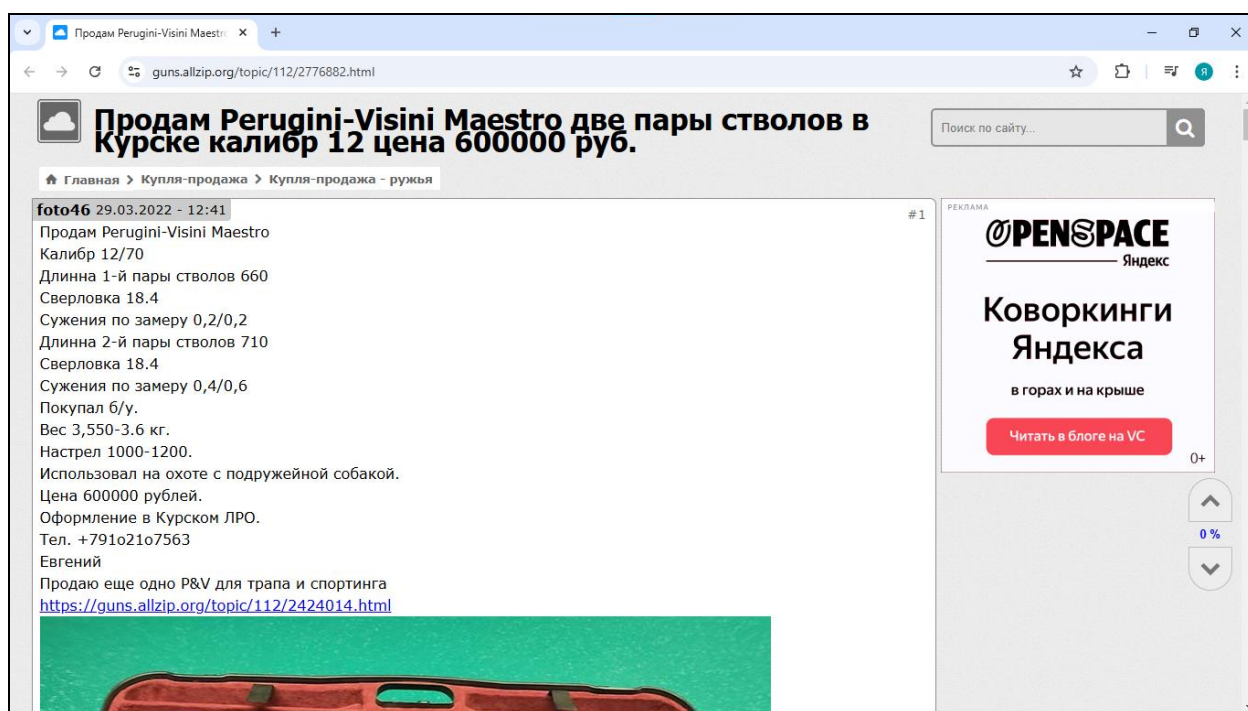 Продам Perugini-Visini Maestro
guns.allzip.org/topic/112/2776882.html
Я
Продам Perugini-Visini Maestro две пары стволов в
Курске калибр 12 цена 600000 руб.
Поиск по сайту...
Главная > Купля-продажа > Купля-продажа - ружья
foto46 29.03.2022 - 12:41
#1
Продам Perugini-Visini Maestro
Калибр 12/70
Длинна 1-й пары стволов 660
Сверловка 18.4
Сужения по замеру 0,2/0,2
Длинна 2-й пары стволов 710
Сверловка 18.4
Сужения по замеру 0,4/0,6
Покупал б/у.
Вес 3,550-3.6 кг.
Настрел 1000-1200.
Использовал на охоте с подружейной собакой.
Цена 600000 рублей.
Оформление в Курском ЛРО.
Тел. +791о21о7563
Евгений
Продаю еще одно P&V для трапа и спортинга
https://guns.allzip.org/topic/112/2424014.html
РЕКЛАМА
OPENSPACE
Яндекс
Коворкинги
Яндекса
в горах и на крыше
Читать в блоге на VC
0+
0 %